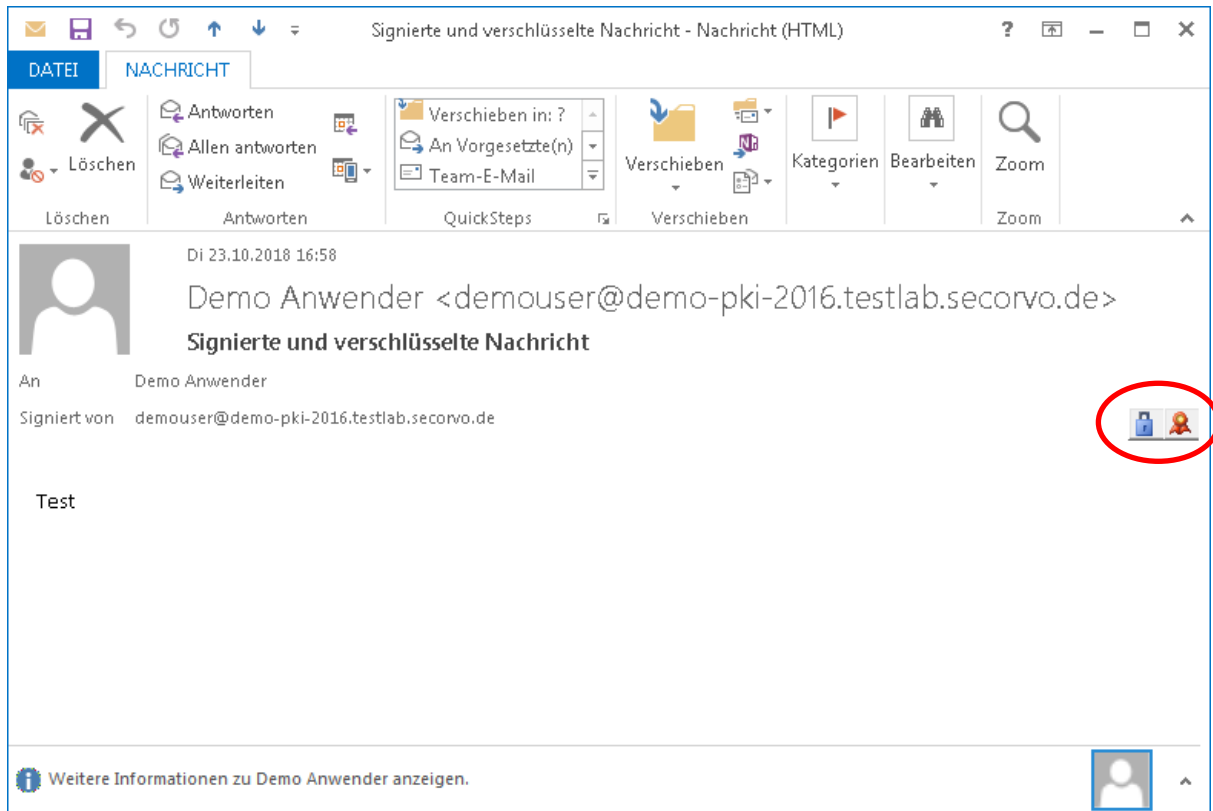 Signierte und verschlüsselte Nachricht - Nachricht (HTML)
?
DATEI NACHRICHT
Löschen
Antworten
Allen antworten
Weiterleiten
Verschieben in: ?
An Vorgesetzte(n)
Team-E-Mail
Verschieben
Kategorien
Bearbeiten
Zoom
Löschen Antworten QuickSteps Verschieben Zoom
Di 23.10.2018 16:58
Demo Anwender <demouser@demo-pki-2016.testlab.secorvo.de>
Signierte und verschlüsselte Nachricht
An Demo Anwender
Signiert von demouser@demo-pki-2016.testlab.secorvo.de
Test
Weitere Informationen zu Demo Anwender anzeigen.